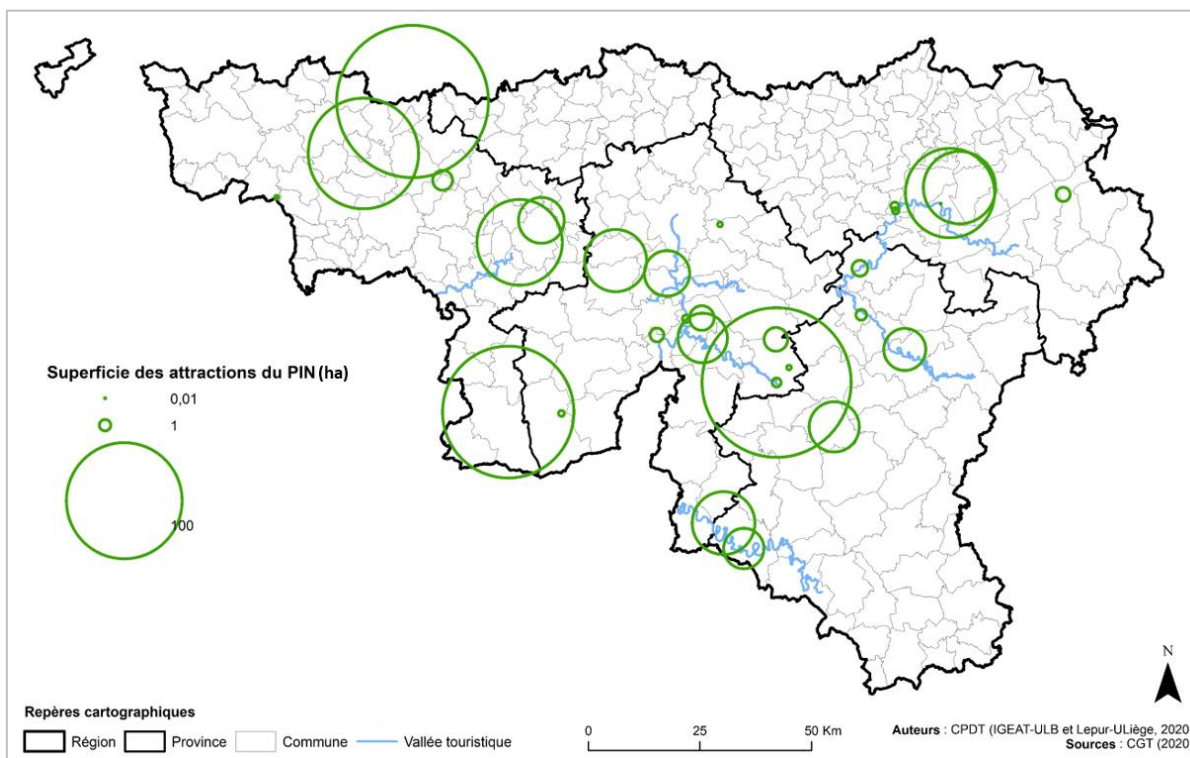 Superficie des attractions du PIN (ha)
0,01
1
100
N
Repères cartographiques
Région
Province
Commune
Vallée touristique
0
25
50 Km
Auteurs : CPDT (IGEAT-ULB et Lepur-ULiège, 2020
Sources : CGT (2020